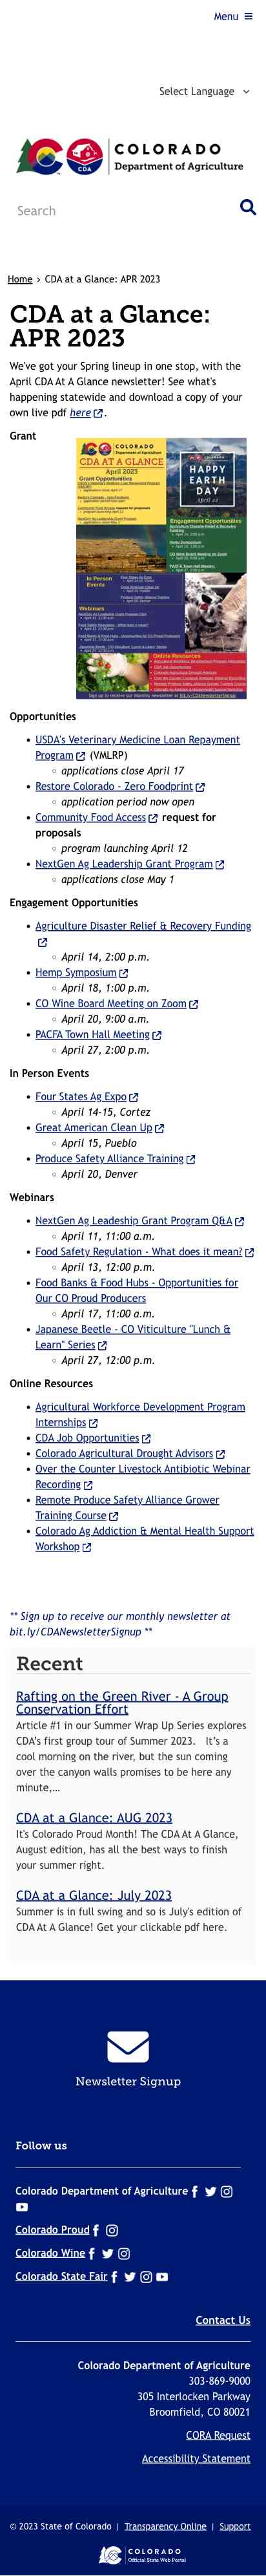 Menu
Select Language
CDA
COLORADO
Department of Agriculture
Search
Home › CDA at a Glance: APR 2023
CDA at a Glance:
APR 2023
We've got your Spring lineup in one stop, with the
April CDA At A Glance newsletter! See what's
happening statewide and download a copy of your
own live pdf here.
Grant
COLORADO
Department of Agriculture
CDA AT A GLANCE
April 2023
Grant Opportunities
HAPPY
EARTH
DAY
Engagement Opportunities
In Person
Events
Webinars
Online Resources
Opportunities
• USDA's Veterinary Medicine Loan Repayment
Program (VMLRP)
◦ applications close April 17
• Restore Colorado - Zero Foodprint
◦ application period now open
• Community Food Access request for
proposals
◦ program launching April 12
• NextGen Ag Leadership Grant Program
◦ applications close May 1
Engagement Opportunities
• Agriculture Disaster Relief & Recovery Funding
◦ April 14, 2:00 p.m.
• Hemp Symposium
◦ April 18, 1:00 p.m.
• CO Wine Board Meeting on Zoom
◦ April 20, 9:00 a.m.
• PACFA Town Hall Meeting
◦ April 27, 2:00 p.m.
In Person Events
• Four States Ag Expo
◦ April 14-15, Cortez
• Great American Clean Up
◦ April 15, Pueblo
• Produce Safety Alliance Training
◦ April 20, Denver
Webinars
• NextGen Ag Leadeship Grant Program Q&A
◦ April 11, 11:00 a.m.
• Food Safety Regulation - What does it mean?
◦ April 13, 12:00 p.m.
• Food Banks & Food Hubs - Opportunities for
Our CO Proud Producers
◦ April 17, 11:00 a.m.
• Japanese Beetle - CO Viticulture "Lunch &
Learn" Series
◦ April 27, 12:00 p.m.
Online Resources
• Agricultural Workforce Development Program
Internships
• CDA Job Opportunities
• Colorado Agricultural Drought Advisors
• Over the Counter Livestock Antibiotic Webinar
Recording
• Remote Produce Safety Alliance Grower
Training Course
• Colorado Ag Addiction & Mental Health Support
Workshop
** Sign up to receive our monthly newsletter at
bit.ly/CDANewsletterSignup **
Recent
Rafting on the Green River - A Group
Conservation Effort
Article #1 in our Summer Wrap Up Series explores
CDA's first group tour of Summer 2023. It's a
cool morning on the river, but the sun coming
over the canyon walls promises to be here any
minute,...
CDA at a Glance: AUG 2023
It's Colorado Proud Month! The CDA At A Glance,
August edition, has all the best ways to finish
your summer right.
CDA at a Glance: July 2023
Summer is in full swing and so is July's edition of
CDA At A Glance! Get your clickable pdf here.
Newsletter Signup
Follow us
Colorado Department of Agriculture
Colorado Proud
Colorado Wine
Colorado State Fair
Contact Us
Colorado Department of Agriculture
303-869-9000
305 Interlocken Parkway
Broomfield, CO 80021
CORA Request
Accessibility Statement
© 2023 State of Colorado | Transparency Online | Support
COLORADO
Official State Web Portal